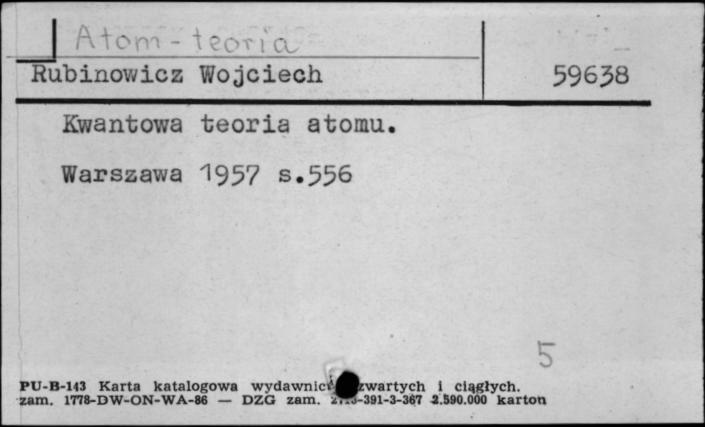 Atom - teoria
Rubinowicz Wojciech 59638
Kwantowa teoria atomu.
Warszawa 1957 s.556
5
PU-B-143 Karta katalogowa wydawnic zwartych i ciągłych.
zam. 1778-DW-ON-WA-86 — DZG zam. -391-3-367 2.590.000 karton